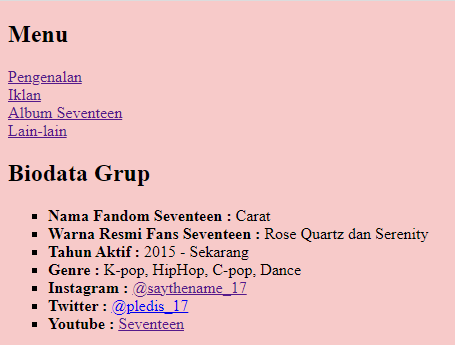 Menu
Pengenalan
Iklan
Album Seventeen
Lain-lain
Biodata Grup
Nama Fandom Seventeen : Carat
Warna Resmi Fans Seventeen : Rose Quartz dan Serenity
Tahun Aktif : 2015 - Sekarang
Genre : K-pop, HipHop, C-pop, Dance
Instagram : @saythename_17
Twitter : @pledis_17
Youtube : Seventeen